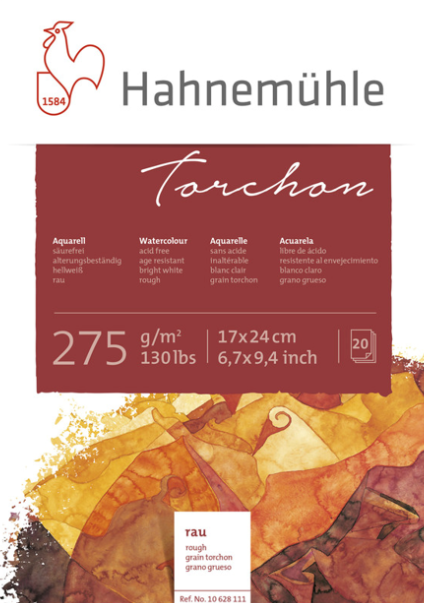 1584
Hahnemühle
Torchon
Aquarell
säurefrei
alterungsbeständig
hellweiß
rau
Watercolour
acid free
age resistant
bright white
rough
Aquarelle
sans acide
inaltérable
blanc clair
grain torchon
Acuarela
libre de ácido
resistente al envejecimiento
blanco claro
grano grueso
275
g/m²
130 lbs
17x24 cm
6,7x9,4 inch
20
rau
rough
grain torchon
grano grueso
Ref. No. 10 628 111